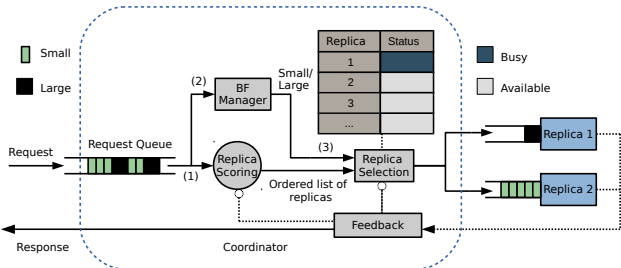 Small
Large
Request Queue
Request
(1)
(2)
BF
Manager
Small/
Large
Replica
Scoring
(3)
Ordered list of
replicas
Replica Status
1
2
3
...
Replica
Selection
Busy
Available
Replica 1
Replica 2
Feedback
Response
Coordinator